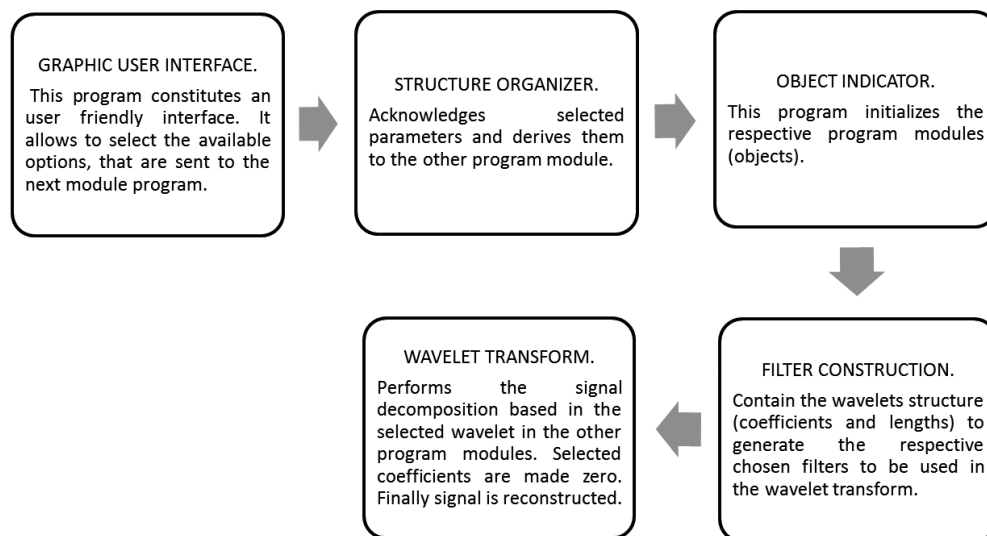 GRAPHIC USER INTERFACE.
This program constitutes an
user friendly interface. It
allows to select the available
options, that are sent to the
next module program.
STRUCTURE ORGANIZER.
Acknowledges selected
parameters and derives them
to the other program module.
OBJECT INDICATOR.
This program initializes the
respective program modules
(objects).
FILTER CONSTRUCTION.
Contain the wavelets structure
(coefficients and lengths) to
generate the respective
chosen filters to be used in
the wavelet transform.
WAVELET TRANSFORM.
Performs the signal
decomposition based in the
selected wavelet in the other
program modules. Selected
coefficients are made zero.
Finally signal is reconstructed.